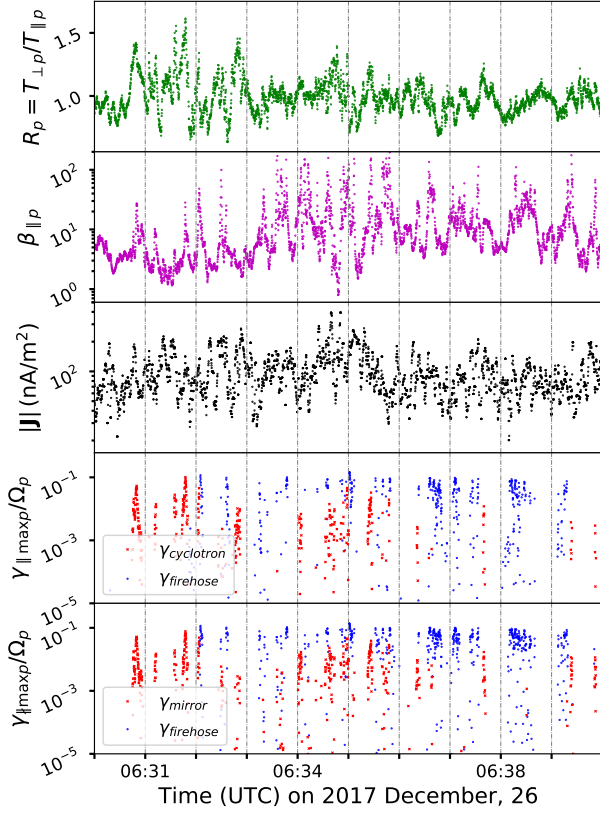 R_p = T_⊥p/T_∥p
1.5
1.0
β_∥p
10^2
10^1
10^0
|J| (nA/m^2)
10^2
γ_∥maxp/Ω_p
10^-1
10^-3
10^-5
γ_cyclotron
γ_firehose
γ_∦maxp/Ω_p
10^-1
10^-3
10^-5
γ_mirror
γ_firehose
06:31 06:34 06:38
Time (UTC) on 2017 December, 26